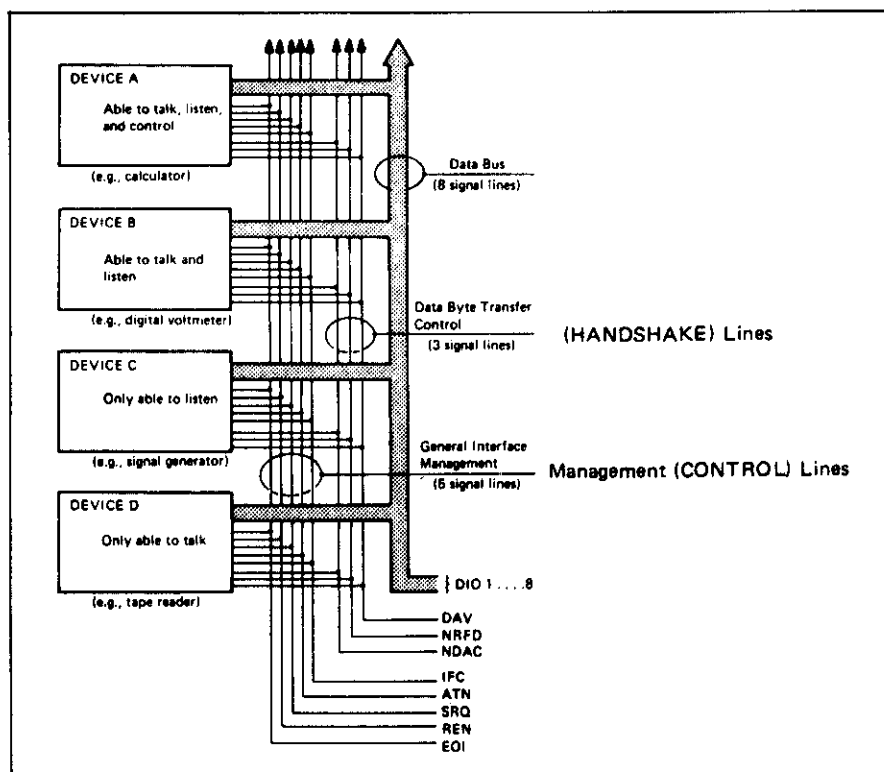 DEVICE A
Able to talk, listen,
and control
(e.g., calculator)
Data Bus
(8 signal lines)
DEVICE B
Able to talk and
listen
(e.g., digital voltmeter)
Data Byte Transfer
Control
(3 signal lines)
(HANDSHAKE) Lines
DEVICE C
Only able to listen
(e.g., signal generator)
General Interface
Management
(5 signal lines)
Management (CONTROL) Lines
DEVICE D
Only able to talk
(e.g., tape reader)
DIO 1 . . . . 8
DAV
NRFD
NDAC
IFC
ATN
SRQ
REN
EOI